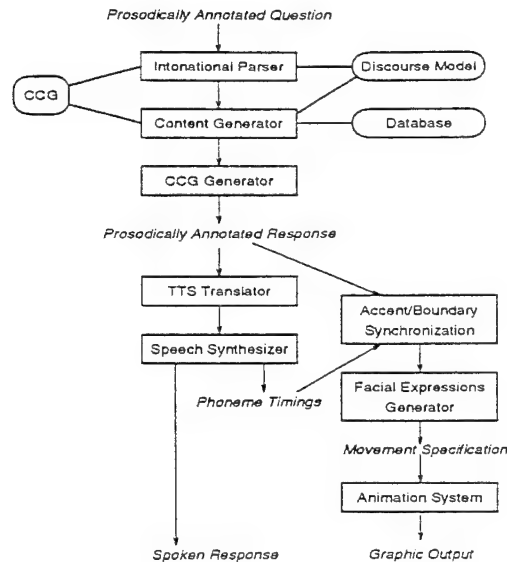 Prosodically Annotated Question
Intonational Parser
Discourse Model
CCG
Content Generator
Database
CCG Generator
Prosodically Annotated Response
TTS Translator
Accent/Boundary
Synchronization
Speech Synthesizer
Phoneme Timings
Facial Expressions
Generator
Movement Specification
Animation System
Spoken Response
Graphic Output